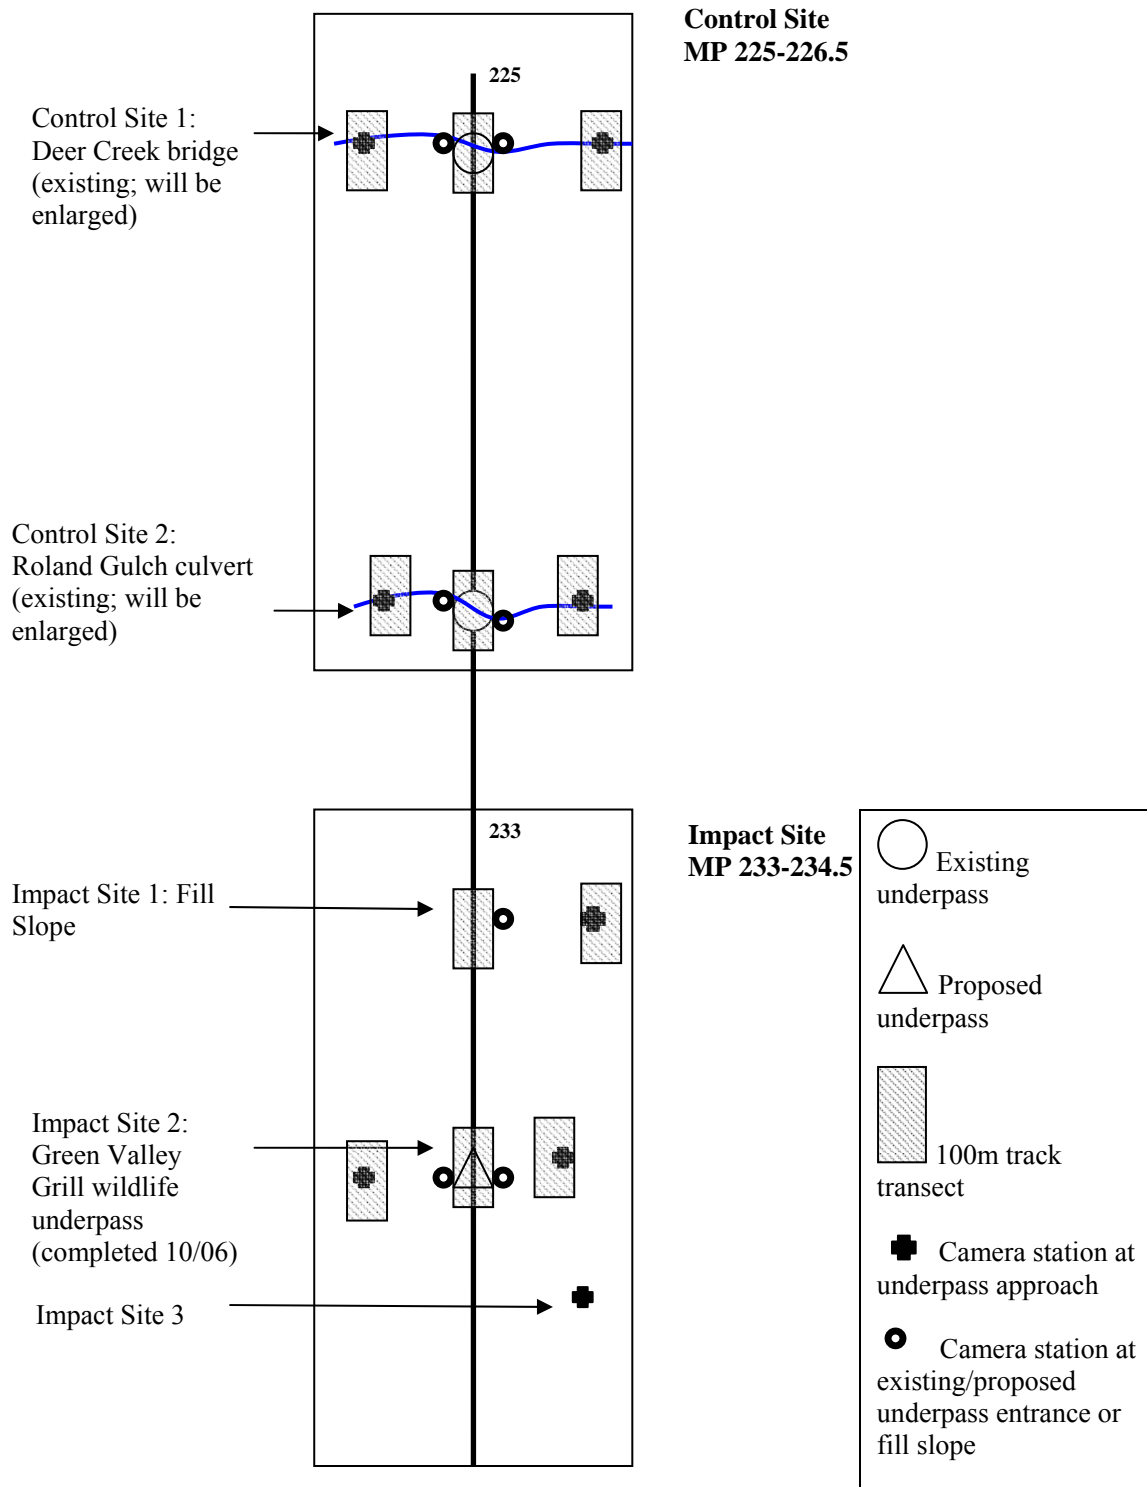 Control Site
MP 225-226.5
225
Control Site 1:
Deer Creek bridge
(existing; will be
enlarged)
Control Site 2:
Roland Gulch culvert
(existing; will be
enlarged)
233
Impact Site
MP 233-234.5
Impact Site 1: Fill
Slope
Impact Site 2:
Green Valley
Grill wildlife
underpass
(completed 10/06)
Impact Site 3
Existing
underpass
Proposed
underpass
100m track
transect
Camera station at
underpass approach
Camera station at
existing/proposed
underpass entrance or
fill slope